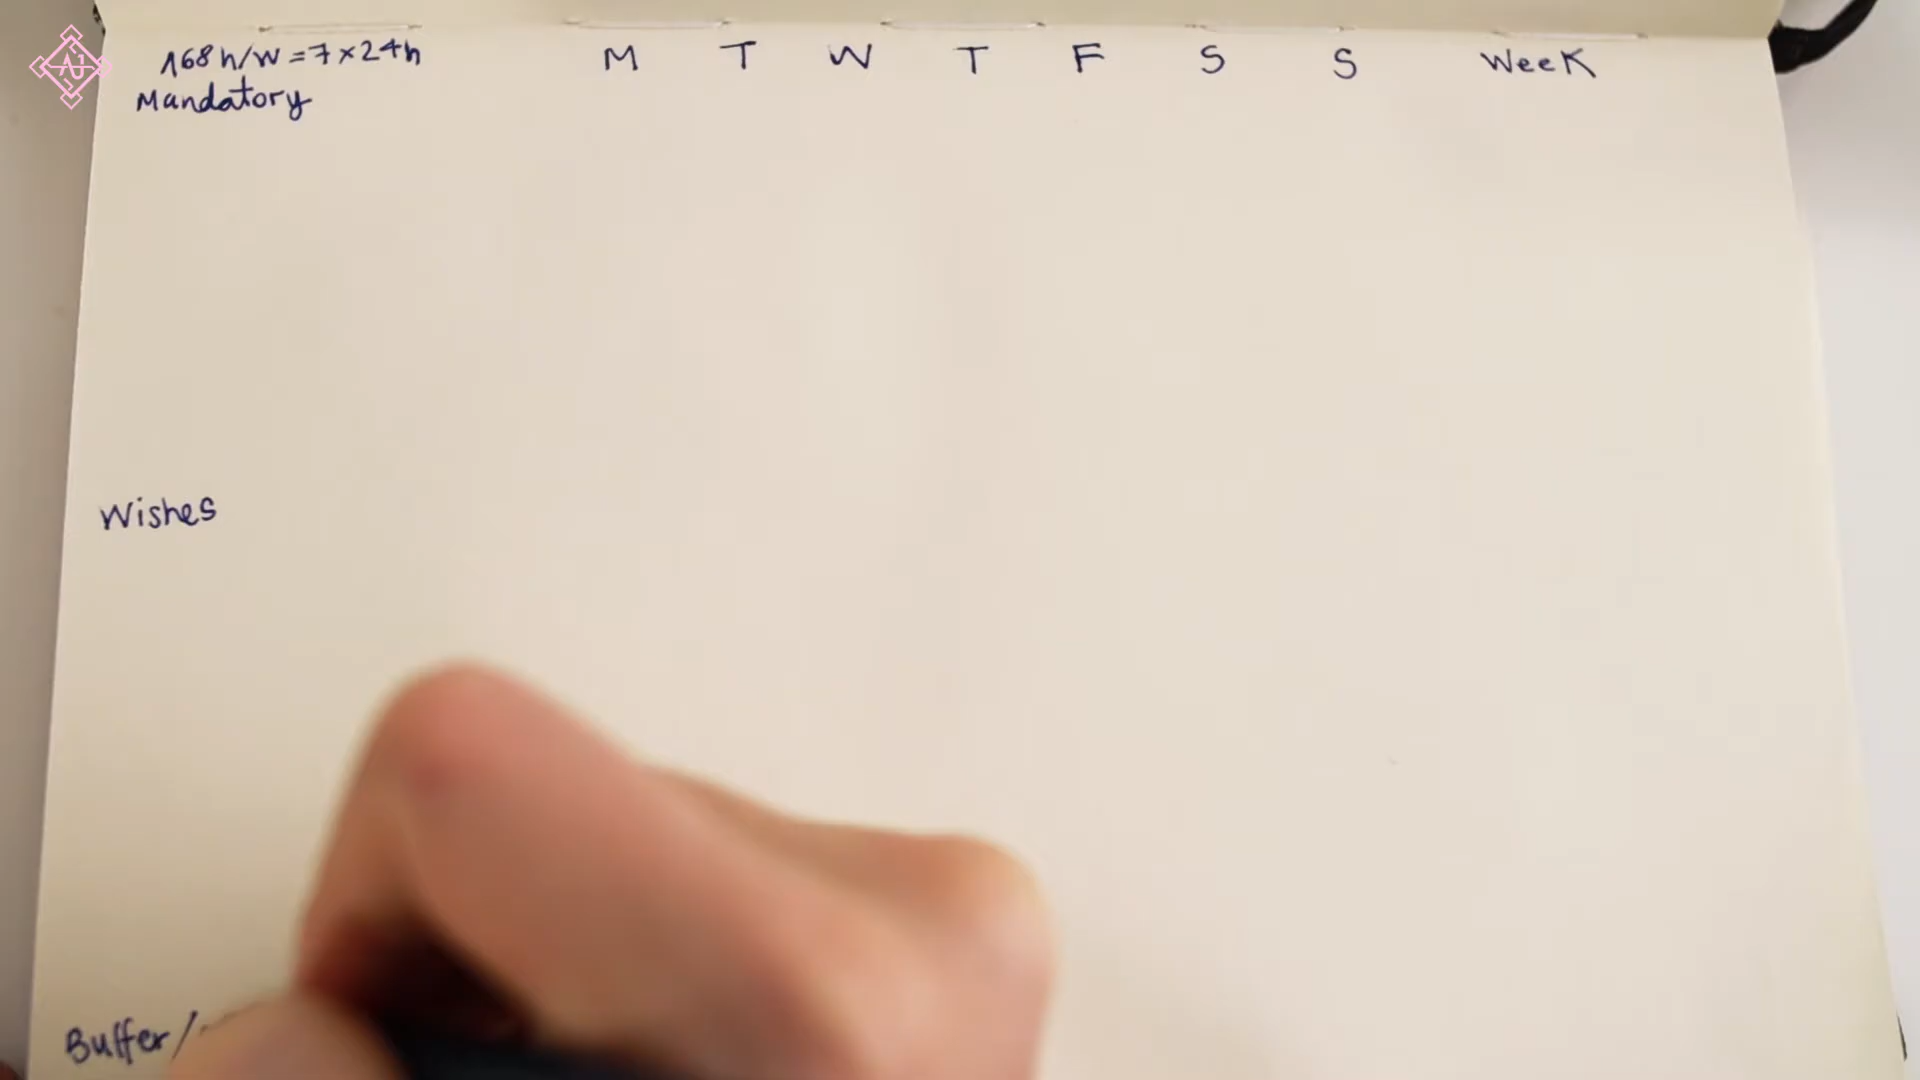 168 h/w = 7 x 24h M T W T F S S Week
Mandatory
Wishes
Buffer/